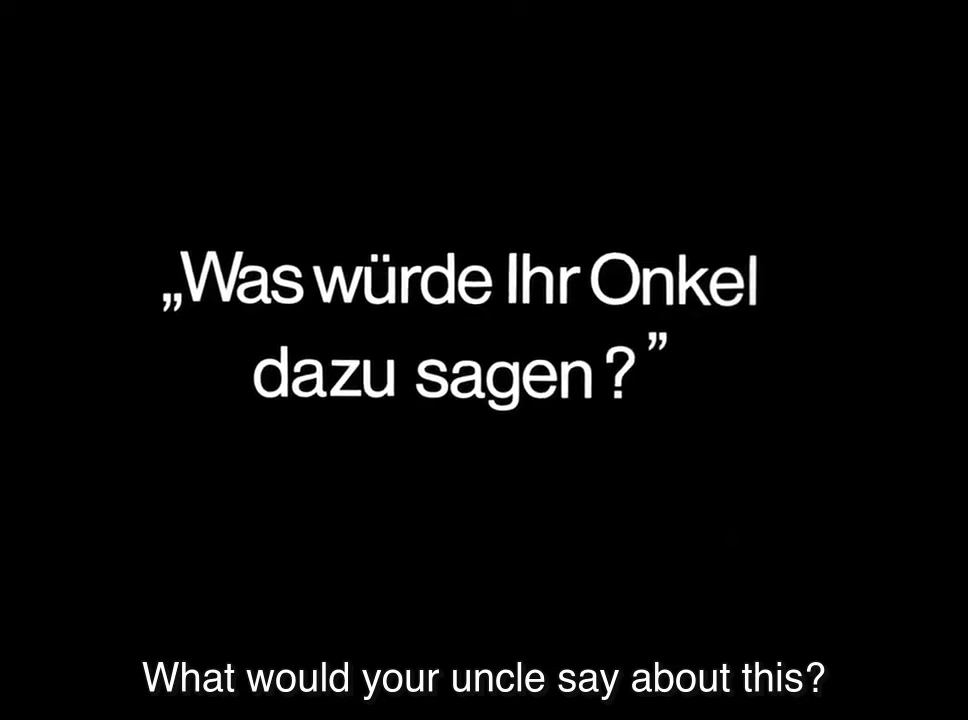 „Was würde Ihr Onkel
dazu sagen?”
What would your uncle say about this?